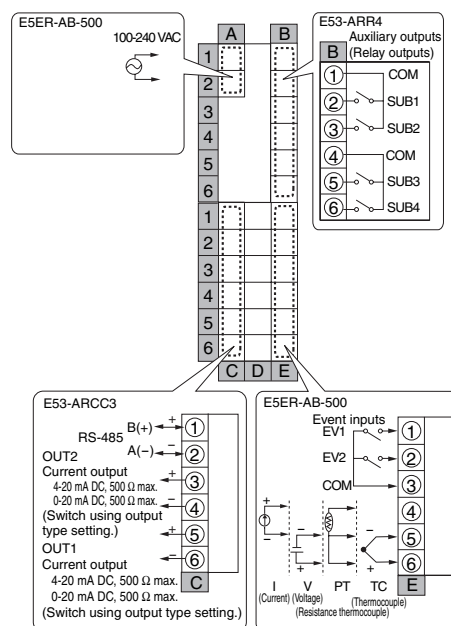 E5ER-AB-500
100-240 VAC
A
B
1
2
3
4
5
6
1
2
3
4
5
6
C D E
E53-ARR4
Auxiliary outputs
(Relay outputs)
B
1 COM
2 SUB1
3 SUB2
4 COM
5 SUB3
6 SUB4
E53-ARCC3
RS-485
B(+) + 1
A(−) − 2
OUT2
Current output
4-20 mA DC, 500 Ω max.
0-20 mA DC, 500 Ω max.
(Switch using output
type setting.)
+ 3
− 4
OUT1
Current output
4-20 mA DC, 500 Ω max.
0-20 mA DC, 500 Ω max.
(Switch using output type setting.)
+ 5
− 6
C
E5ER-AB-500
Event inputs
EV1 1
EV2 2
COM 3
4
5
6
E
+ −
− +
− +
I V PT TC
(Current) (Voltage) (Thermocouple)
(Resistance thermocouple)